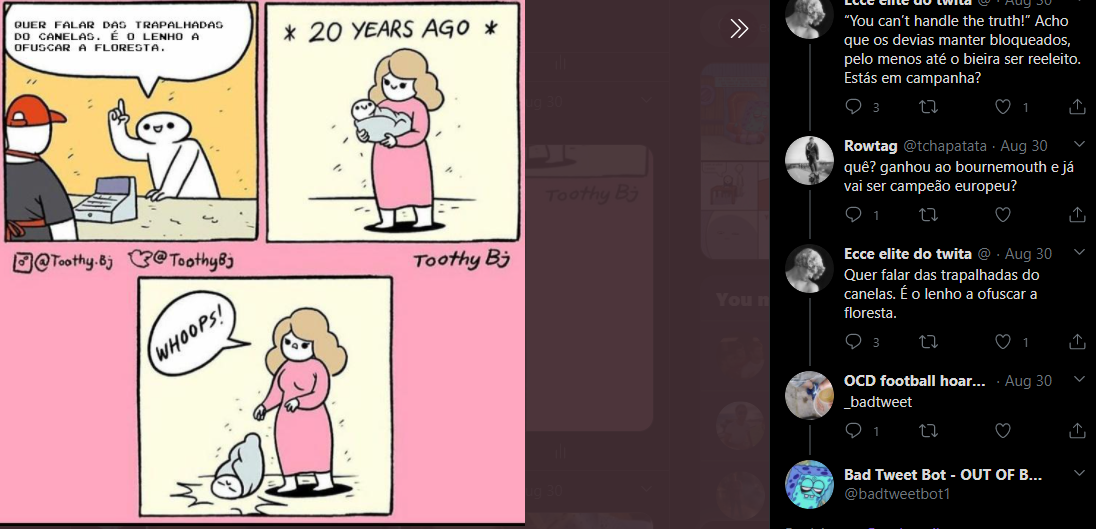 QUER FALAR DAS TRAPALHADAS
DO CANELAS. É O LENHO A
OFUSCAR A FLORESTA.
* 20 YEARS AGO *
@Toothy.Bj @ToothyBj
Toothy Bj
WHOOPS!
Toothy Bj
You m
Ecce elite do twita @ · Aug 30
“You can’t handle the truth!” Acho
que os devias manter bloqueados,
pelo menos até o bieira ser reeleito.
Estás em campanha?
3 1
Rowtag @tchapatata · Aug 30
quê? ganhou ao bournemouth e já
vai ser campeão europeu?
1
Ecce elite do twita @ · Aug 30
Quer falar das trapalhadas do
canelas. É o lenho a ofuscar a
floresta.
3 1
OCD football hoar... · Aug 30
_badtweet
1
Bad Tweet Bot - OUT OF B...
@badtweetbot1